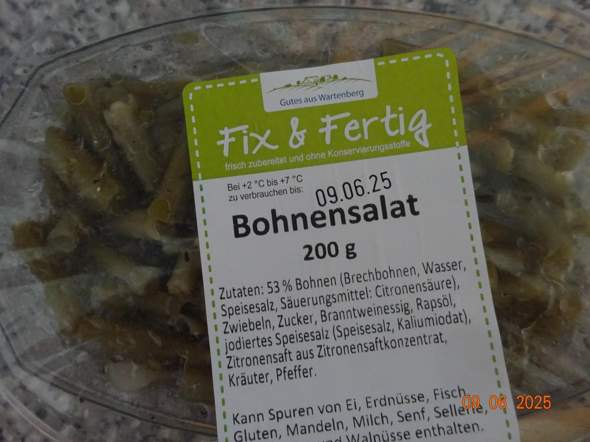 Gutes aus Wartenberg
Fix & Fertig
frisch zubereitet und ohne Konservierungsstoffe
Bei +2 °C bis +7 °C
zu verbrauchen bis: 09.06.25
Bohnensalat
200 g
Zutaten: 53 % Bohnen (Brechbohnen, Wasser,
Speisesalz, Säuerungsmittel: Citronensäure),
Zwiebeln, Zucker, Branntweinessig, Rapsöl,
jodiertes Speisesalz (Speisesalz, Kaliumiodat),
Zitronensaft aus Zitronensaftkonzentrat,
Kräuter, Pfeffer.
Kann Spuren von Ei, Erdnüsse, Fisch,
Gluten, Mandeln, Milch, Senf, Sellerie,
und Walnüsse enthalten.
09 06 2025